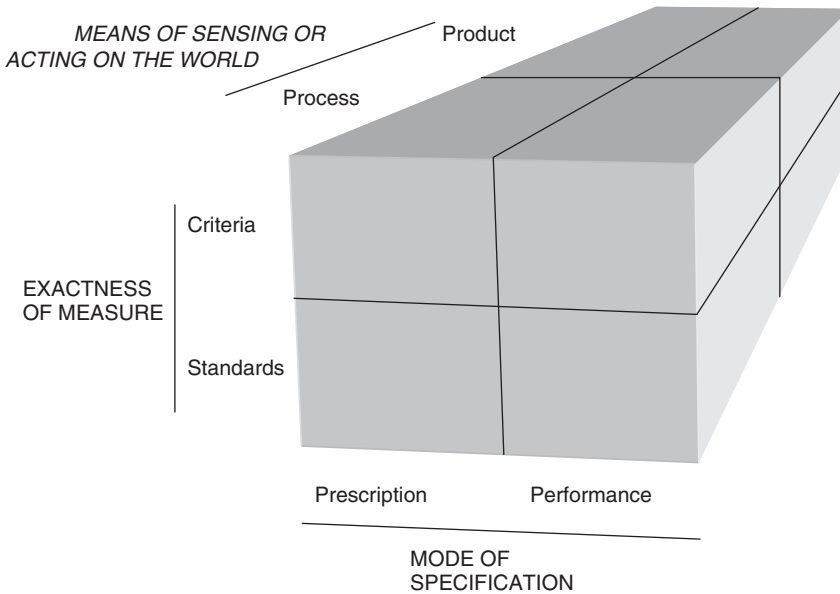 MEANS OF SENSING OR
ACTING ON THE WORLD
Product
Process
Criteria
EXACTNESS
OF MEASURE
Standards
Prescription
Performance
MODE OF
SPECIFICATION